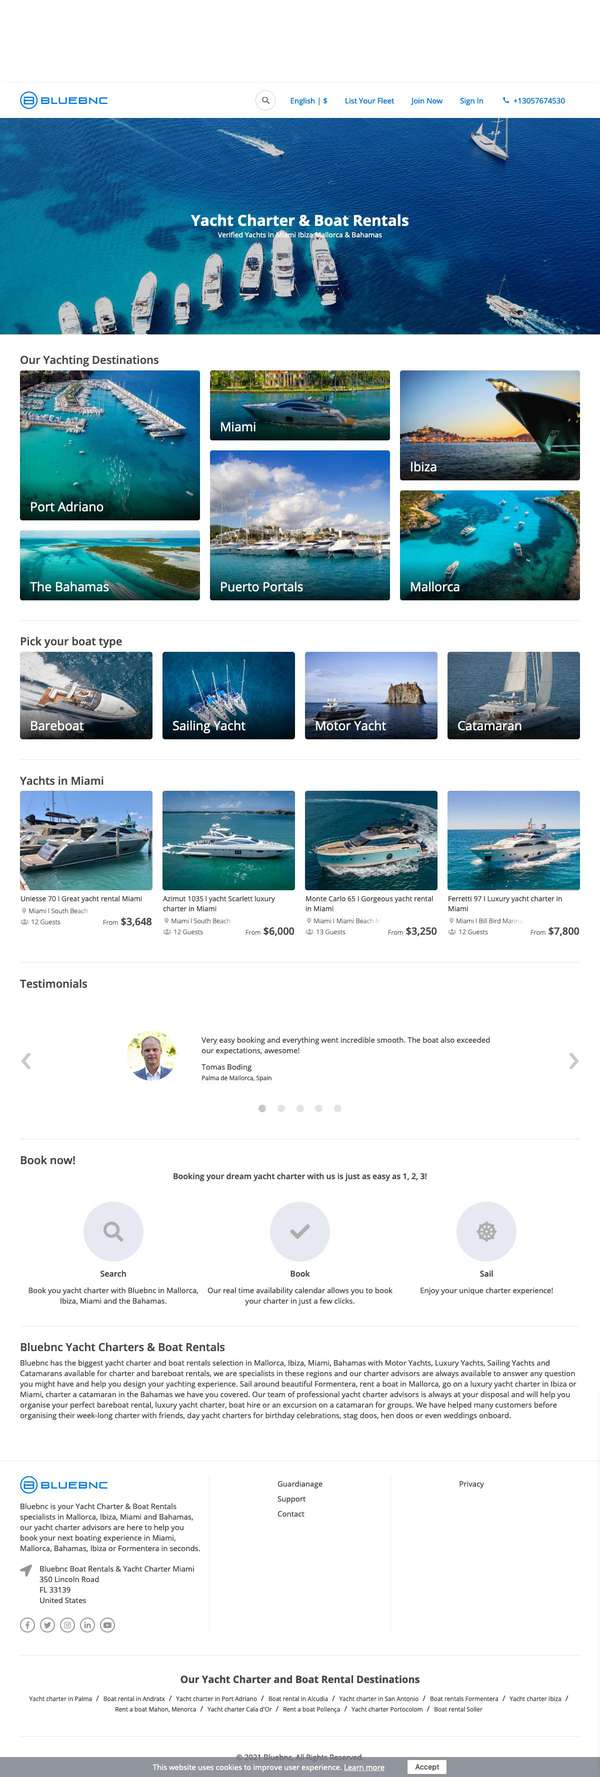 BLUEBNC
English | $
List Your Fleet
Join Now
Sign In
+13057674530
Yacht Charter & Boat Rentals
Verified Yachts in Miami Ibiza Mallorca & Bahamas
Our Yachting Destinations
Port Adriano
Miami
Ibiza
The Bahamas
Puerto Portals
Mallorca
Pick your boat type
Bareboat
Sailing Yacht
Motor Yacht
Catamaran
Yachts in Miami
Uniesse 70 I Great yacht rental Miami
Miami I South Beach
12 Guests
From $3,648
Azimut 103S I yacht Scarlett luxury
charter in Miami
Miami I South Beach
12 Guests
From $6,000
Monte Carlo 65 I Gorgeous yacht rental
in Miami
Miami I Miami Beach
13 Guests
From $3,250
Ferretti 97 I Luxury yacht charter in
Miami
Miami I Bill Bird
12 Guests
From $7,800
Testimonials
Very easy booking and everything went incredible smooth. The boat also exceeded
our expectations, awesome!
Tomas Boding
Palma de Mallorca, Spain
Book now!
Booking your dream yacht charter with us is just as easy as 1, 2, 3!
Search
Book you yacht charter with Bluebnc in Mallorca,
Ibiza, Miami and the Bahamas.
Book
Our real time availability calendar allows you to book
your charter in just a few clicks.
Sail
Enjoy your unique charter experience!
Bluebnc Yacht Charters & Boat Rentals
Bluebnc has the biggest yacht charter and boat rentals selection in Mallorca, Ibiza, Miami, Bahamas with Motor Yachts, Luxury Yachts, Sailing Yachts and
Catamarans available for charter and bareboat rentals, we are specialists in these regions and our charter advisors are always available to answer any question
you might have and help you design your yachting experience. Sail around beautiful Formentera, rent a boat in Mallorca, go on a luxury yacht charter in Ibiza or
Miami, charter a catamaran in the Bahamas we have you covered. Our team of professional yacht charter advisors is always at your disposal and will help you
organise your perfect bareboat rental, luxury yacht charter, boat hire or an excursion on a catamaran for groups. We have helped many customers before
organising their week-long charter with friends, day yacht charters for birthday celebrations, stag doos, hen doos or even weddings onboard.
BLUEBNC
Bluebnc is your Yacht Charter & Boat Rentals
specialists in Mallorca, Ibiza, Miami and Bahamas,
our yacht charter advisors are here to help you
book your next boating experience in Miami,
Mallorca, Bahamas, Ibiza or Formentera in seconds.
Bluebnc Boat Rentals & Yacht Charter Miami
350 Lincoln Road
FL 33139
United States
Guardianage
Support
Contact
Privacy
Our Yacht Charter and Boat Rental Destinations
Yacht charter in Palma / Boat rental in Andratx / Yacht charter in Port Adriano / Boat rental in Alcudia / Yacht charter in San Antonio / Boat rentals Formentera / Yacht charter Ibiza /
Rent a boat Mahon, Menorca / Yacht charter Cala d'Or / Rent a boat Pollença / Yacht charter Portocolom / Boat rental Soller
© 2021 Bluebnc. All Rights Reserved.
This website uses cookies to improve user experience. Learn more
Accept